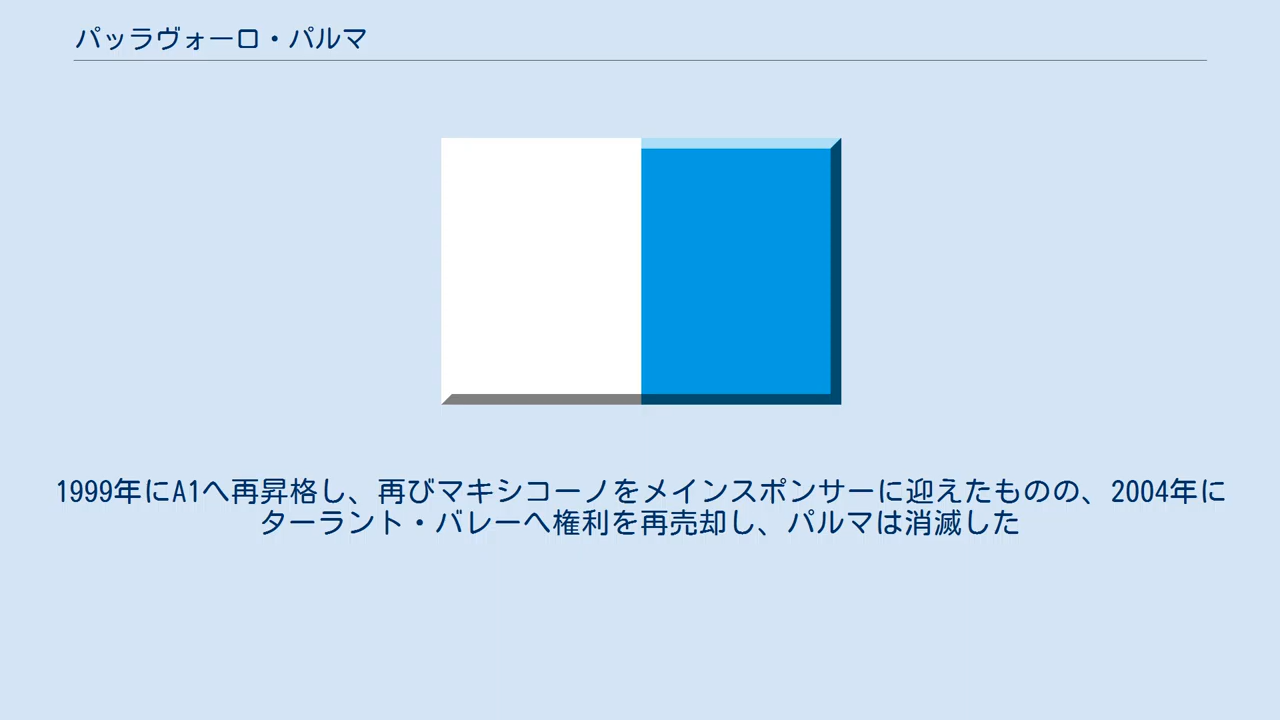 パッラヴォーロ・パルマ
1999年にA1へ再昇格し、再びマキシコーノをメインスポンサーに迎えたものの、2004年に
ターラント・バレーへ権利を再売却し、パルマは消滅した